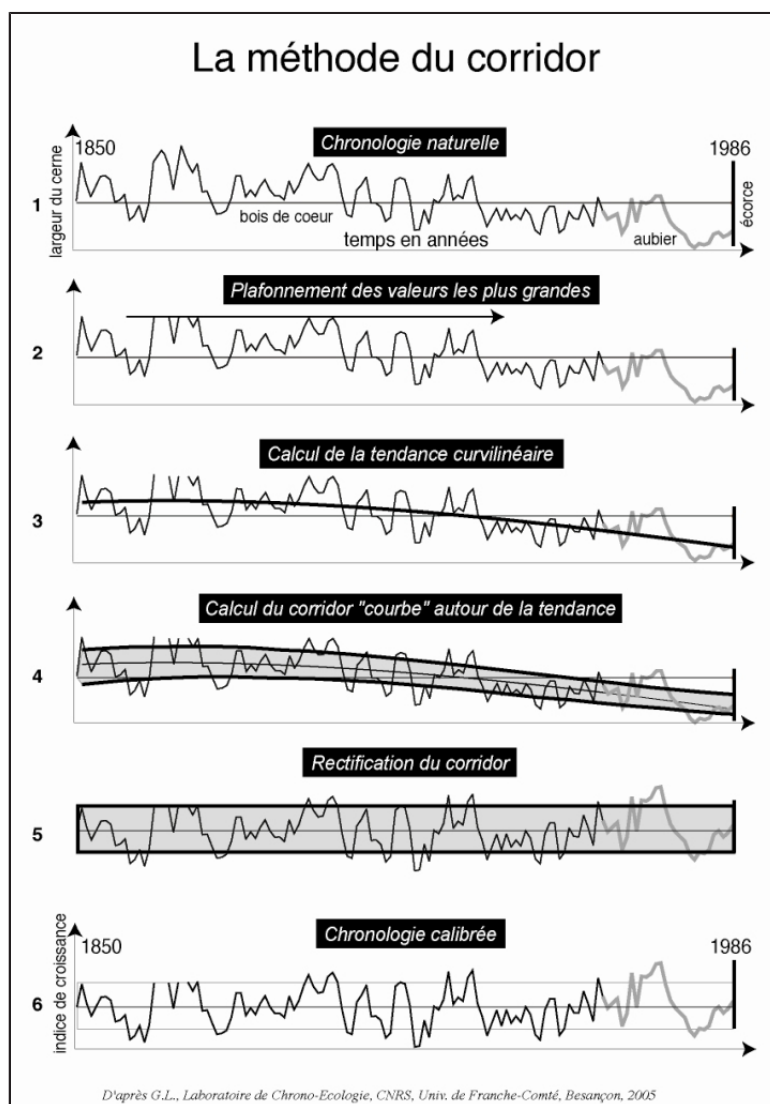 La méthode du corridor
1850
Chronologie naturelle
1986
1
largeur du cerne
bois de coeur
temps en années
aubier
écorce
Plafonnement des valeurs les plus grandes
2
Calcul de la tendance curvilinéaire
3
Calcul du corridor "courbe" autour de la tendance
4
Rectification du corridor
5
Chronologie calibrée
1850
1986
6
indice de croissance
D'après G.L., Laboratoire de Chrono-Ecologie, CNRS, Univ. de Franche-Comté, Besançon, 2005